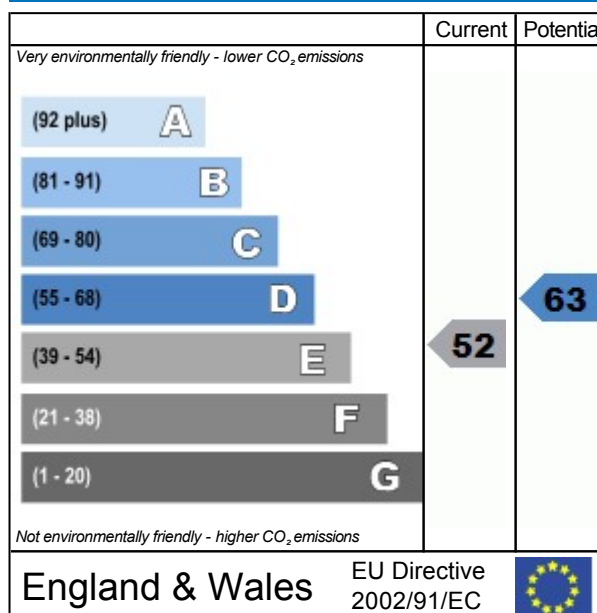 Current Potentia
Very environmentally friendly - lower CO₂ emissions
(92 plus) A
(81 - 91) B
(69 - 80) C
(55 - 68) D
63
(39 - 54) E
52
(21 - 38) F
(1 - 20) G
Not environmentally friendly - higher CO₂ emissions
England & Wales
EU Directive
2002/91/EC